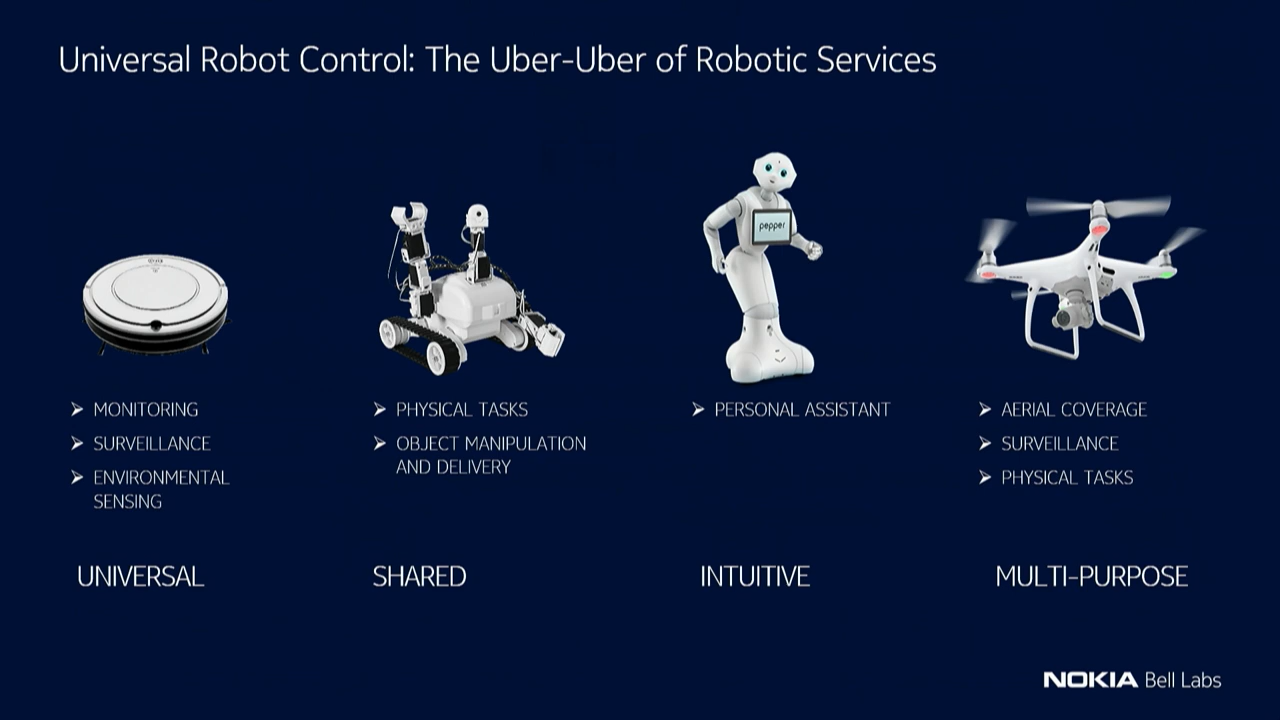 Universal Robot Control: The Uber-Uber of Robotic Services
pepper
➢ MONITORING
➢ SURVEILLANCE
➢ ENVIRONMENTAL
SENSING
➢ PHYSICAL TASKS
➢ OBJECT MANIPULATION
AND DELIVERY
➢ PERSONAL ASSISTANT
➢ AERIAL COVERAGE
➢ SURVEILLANCE
➢ PHYSICAL TASKS
UNIVERSAL
SHARED
INTUITIVE
MULTI-PURPOSE
NOKIA Bell Labs